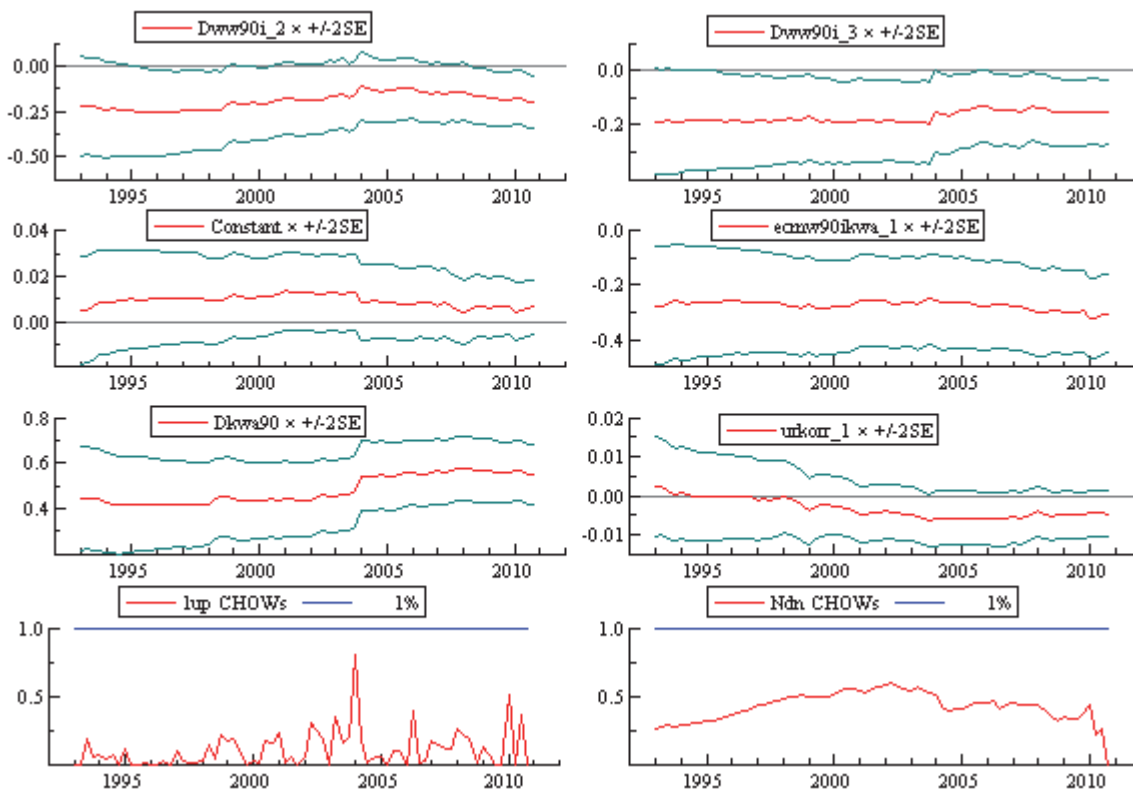 Dww90i_2 × +/-2SE
0.00
-0.25
-0.50
1995 2000 2005 2010
Dww90i_3 × +/-2SE
0.0
-0.2
1995 2000 2005 2010
Constant × +/-2SE
0.04
0.02
0.00
1995 2000 2005 2010
ecmw90ikwa_1 × +/-2SE
0.0
-0.2
-0.4
1995 2000 2005 2010
Dkwa90 × +/-2SE
0.8
0.6
0.4
1995 2000 2005 2010
urkorr_1 × +/-2SE
0.02
0.01
0.00
-0.01
1995 2000 2005 2010
1up CHOWs 1%
1.0
0.5
1995 2000 2005 2010
Ndn CHOWs 1%
1.0
0.5
1995 2000 2005 2010